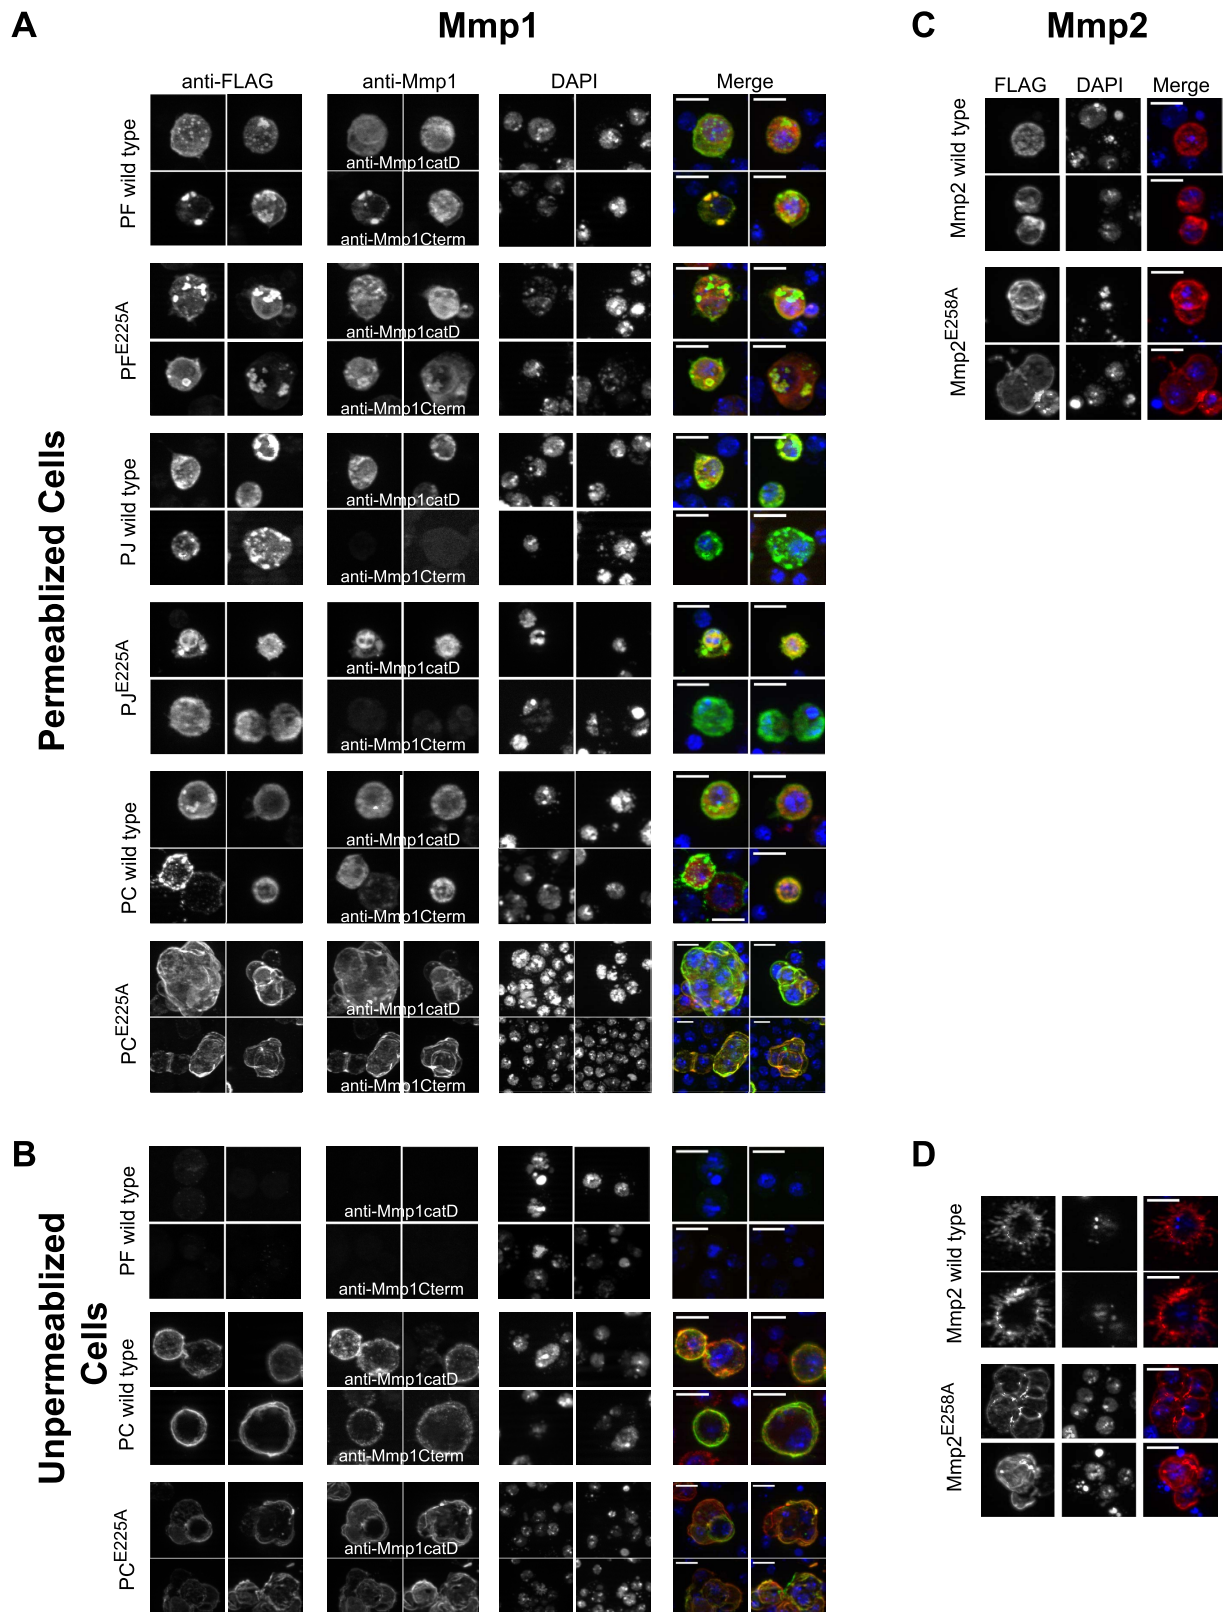 A
Mmp1
C
Mmp2
anti-FLAG
anti-Mmp1
DAPI
Merge
FLAG
DAPI
Merge
Permeablized Cells
PF wild type
anti-Mmp1catD
anti-Mmp1Cterm
PFE225A
anti-Mmp1catD
anti-Mmp1Cterm
PJ wild type
anti-Mmp1catD
anti-Mmp1Cterm
PJE225A
anti-Mmp1catD
anti-Mmp1Cterm
PC wild type
anti-Mmp1catD
anti-Mmp1Cterm
PCE225A
anti-Mmp1catD
anti-Mmp1Cterm
Mmp2 wild type
Mmp2E258A
B
D
Unpermeablized
Cells
PF wild type
anti-Mmp1catD
anti-Mmp1Cterm
PC wild type
anti-Mmp1catD
anti-Mmp1Cterm
PCE225A
anti-Mmp1catD
Mmp2 wild type
Mmp2E258A